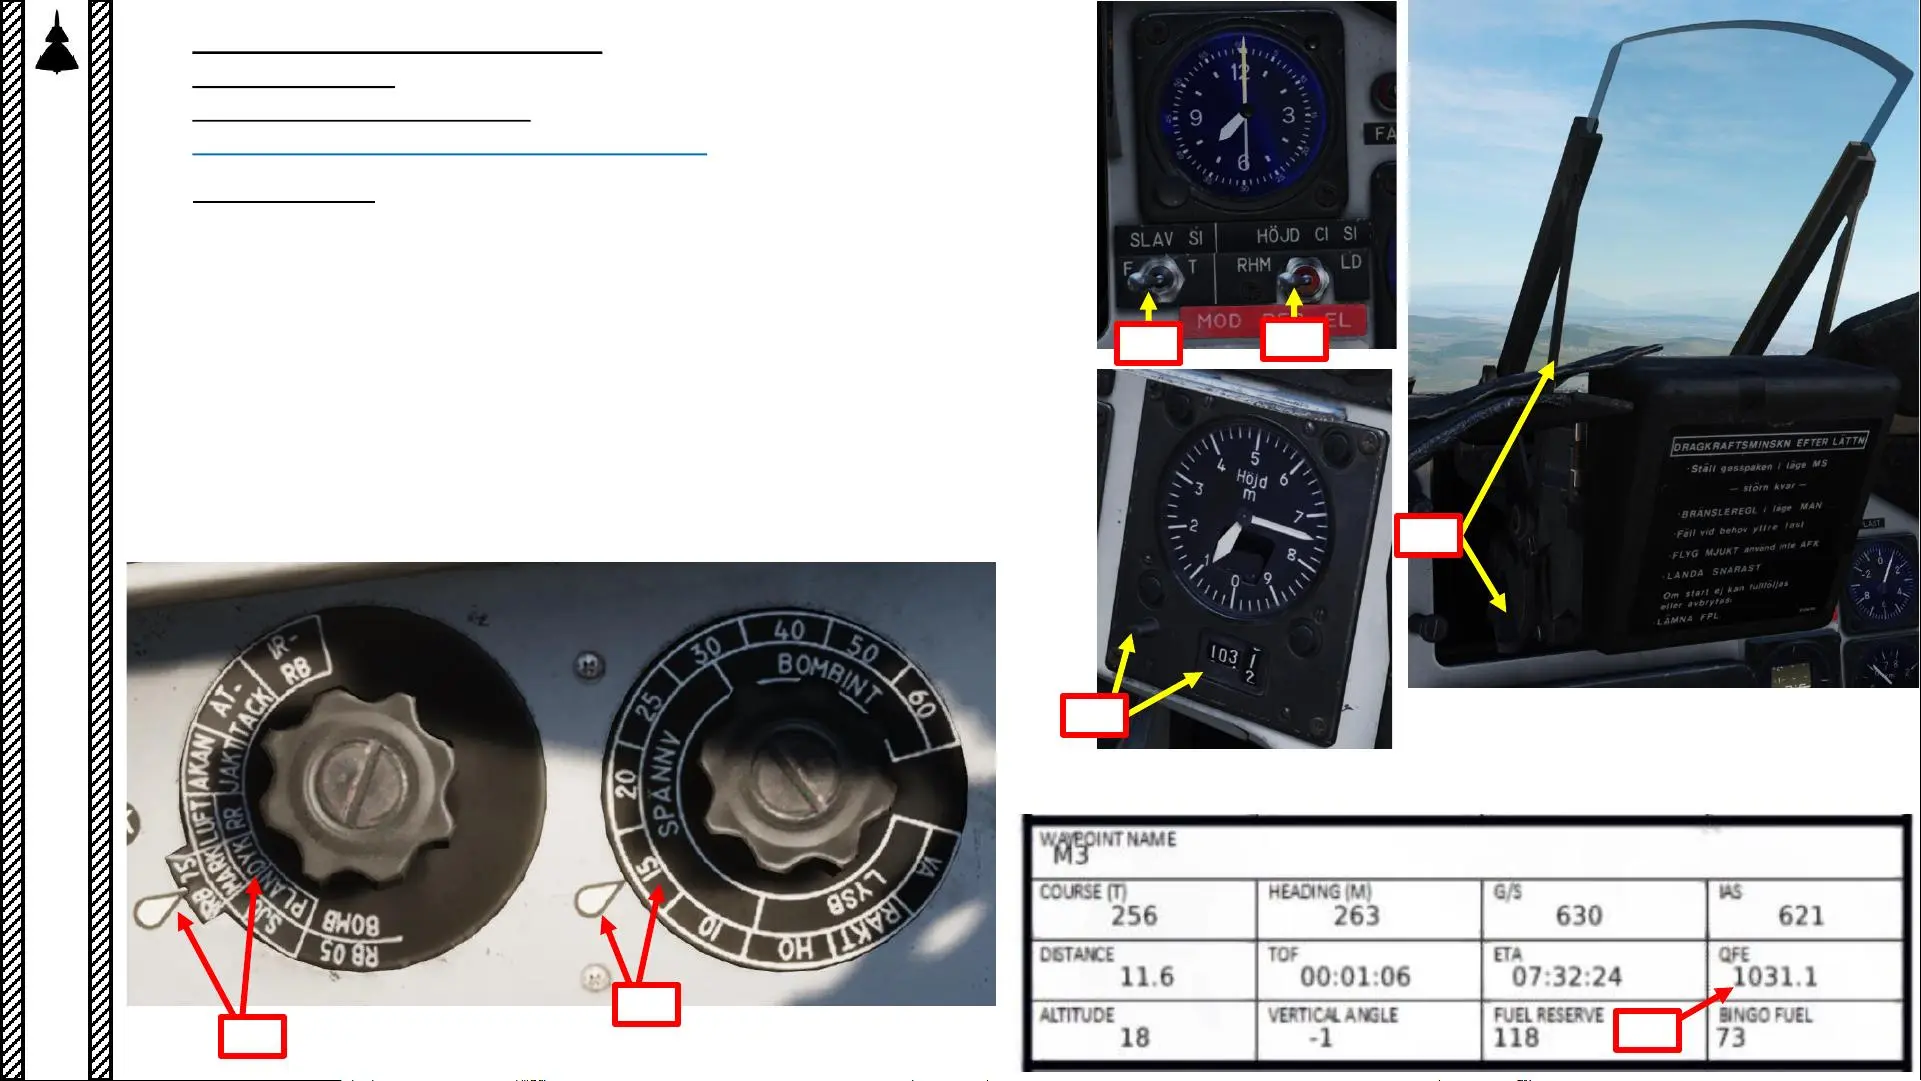 12
9
3
6
FA
SLAV SI
HÖJD CI SI
F
T
RHM
LD
MOD
EL
5
4
6
Höjd
m
3
7
2
8
1
9
0
103 1
2
DRAGKRAFTSMINSKN EFTER LÄTTN
·Ställ gasspaken i läge MS
— störn kvar —
·BRÄNSLEREGL i läge MAN
·Fäll vid behov yttre last
·FLYG MJUKT använd inte AFK
·LANDA SNARAST
Om start ej kan fullföljas
eller avbrytas:
·LÄMNA FPL
IR-
RB
AT-
TACK
AKAN
JAKT
LUFT
RR
MARK
DYK
RB 75
PLAN
SJÖ
BOMB
RB 05
BOMBINT
10
15
20
25
30
40
50
60
SPÄNNV
VA
LYSB
RAKT
HO
WAYPOINT NAME
M3
COURSE (T)
HEADING (M)
G/S
IAS
256
263
630
621
DISTANCE
TOF
ETA
QFE
11.6
00:01:06
07:32:24
1031.1
ALTITUDE
VERTICAL ANGLE
FUEL RESERVE
BINGO FUEL
18
-1
118
73